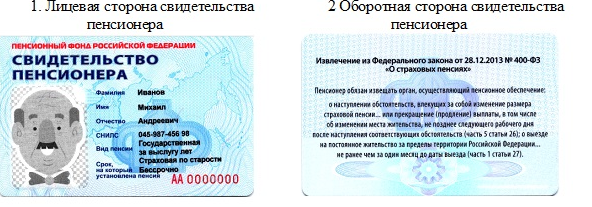 1. Лицевая сторона свидетельства
пенсионера
ПЕНСИОННЫЙ ФОНД РОССИЙСКОЙ ФЕДЕРАЦИИ
СВИДЕТЕЛЬСТВО
ПЕНСИОНЕРА
Фамилия Иванов
Имя Михаил
Отчество Андреевич
СНИЛС 045-987-456 98
Вид пенсии Государственная
за выслугу лет
Страховая по старости
Срок,
на который
установлена пенсия Бессрочно
АА 0000000
2 Оборотная сторона свидетельства
пенсионера
Извлечение из Федерального закона от 28.12.2013 № 400-ФЗ
«О страховых пенсиях»
Пенсионер обязан извещать орган, осуществляющий пенсионное обеспечение:
о наступлении обстоятельств, влекущих за собой изменение размера
страховой пенсии... или прекращение (продление) выплаты, в том числе
об изменении места жительства, не позднее следующего рабочего дня
после наступления соответствующих обстоятельств (часть 5 статьи 26); о выезде
на постоянное жительство за пределы территории Российской Федерации...
не ранее чем за один месяц до даты выезда (часть 1 статьи 27).